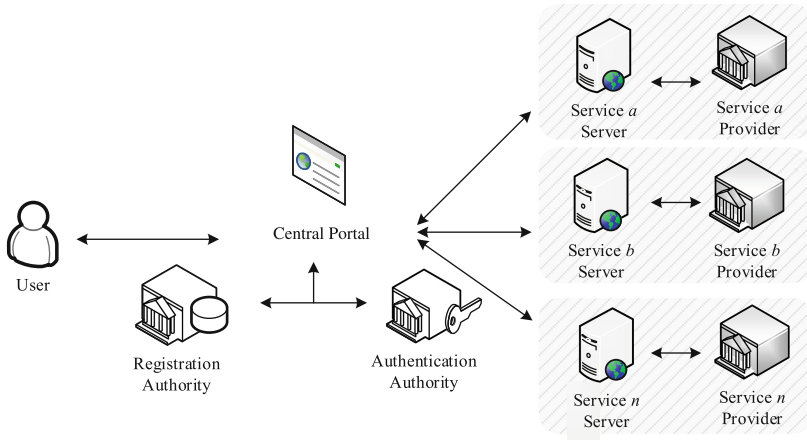 User
Registration
Authority
Central Portal
Authentication
Authority
Service a
Server
Service a
Provider
Service b
Server
Service b
Provider
Service n
Server
Service n
Provider